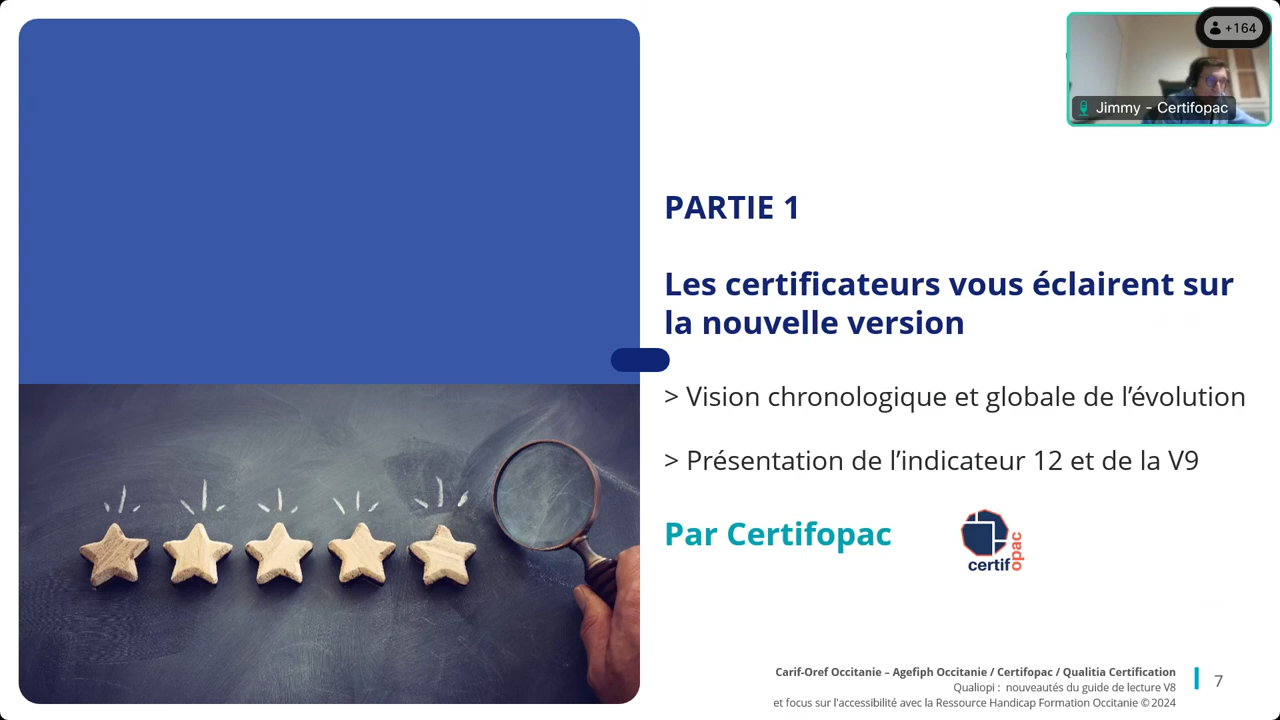 +164
Jimmy - Certifopac
PARTIE 1
Les certificateurs vous éclairent sur
la nouvelle version
> Vision chronologique et globale de l’évolution
> Présentation de l’indicateur 12 et de la V9
Par Certifopac
certif opac
Carif-Oref Occitanie – Agefiph Occitanie / Certifopac / Qualitia Certification
Qualiopi : nouveautés du guide de lecture V8
et focus sur l'accessibilité avec la Ressource Handicap Formation Occitanie © 2024
7